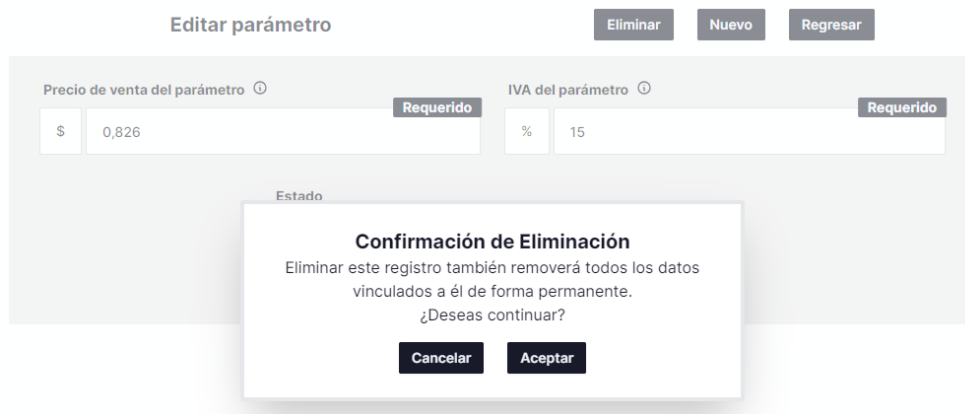 Editar parámetro
Eliminar
Nuevo
Regresar
Precio de venta del parámetro
IVA del parámetro
Requerido
Requerido
$
0,826
%
15
Estado
Confirmación de Eliminación
Eliminar este registro también removerá todos los datos
vinculados a él de forma permanente.
¿Deseas continuar?
Cancelar
Aceptar